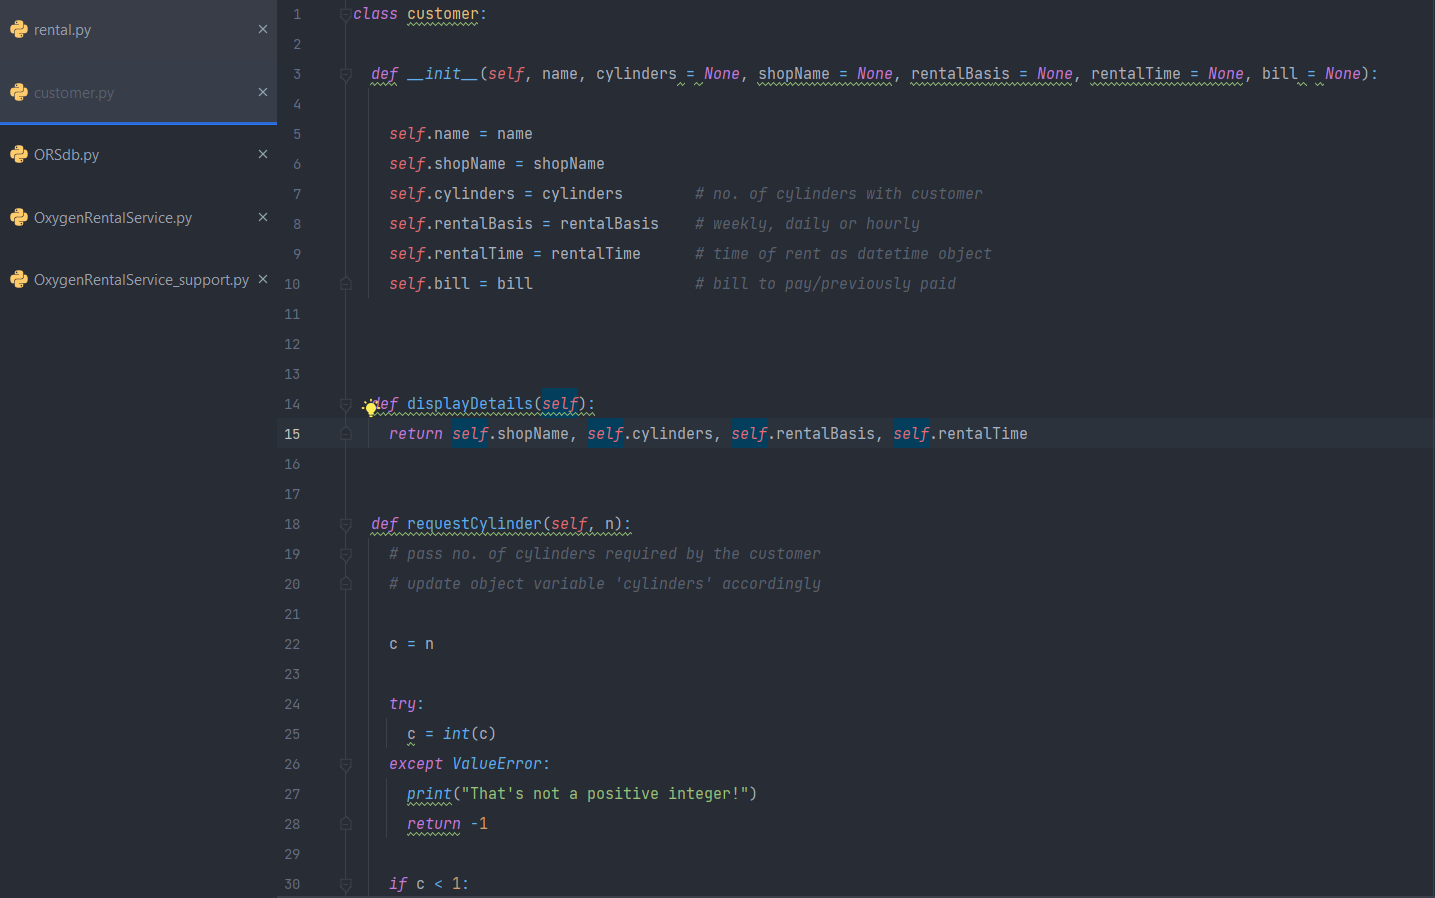 rental.py
customer.py
ORSdb.py
OxygenRentalService.py
OxygenRentalService_support.py
1 class customer:
2
3 def __init__(self, name, cylinders = None, shopName = None, rentalBasis = None, rentalTime = None, bill = None):
4
5 self.name = name
6 self.shopName = shopName
7 self.cylinders = cylinders # no. of cylinders with customer
8 self.rentalBasis = rentalBasis # weekly, daily or hourly
9 self.rentalTime = rentalTime # time of rent as datetime object
10 self.bill = bill # bill to pay/previously paid
11
12
13
14 def displayDetails(self):
15 return self.shopName, self.cylinders, self.rentalBasis, self.rentalTime
16
17
18 def requestCylinder(self, n):
19 # pass no. of cylinders required by the customer
20 # update object variable 'cylinders' accordingly
21
22 c = n
23
24 try:
25 c = int(c)
26 except ValueError:
27 print("That's not a positive integer!")
28 return -1
29
30 if c < 1: